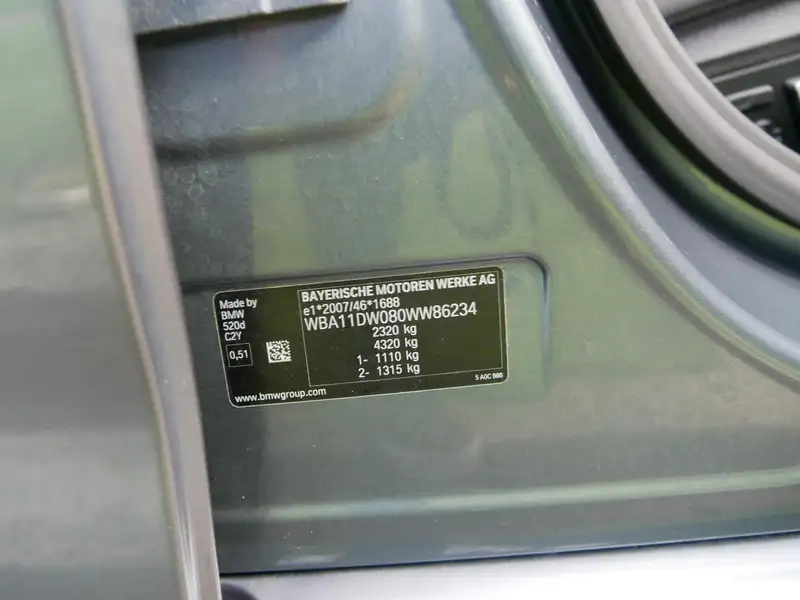 Made by
BMW
520d
C2Y
0,51
www.bmwgroup.com
BAYERISCHE MOTOREN WERKE AG
e1*2007/46*1688
WBA11DW080WW86234
2320 kg
4320 kg
1- 1110 kg
2- 1315 kg
5 A0C 986